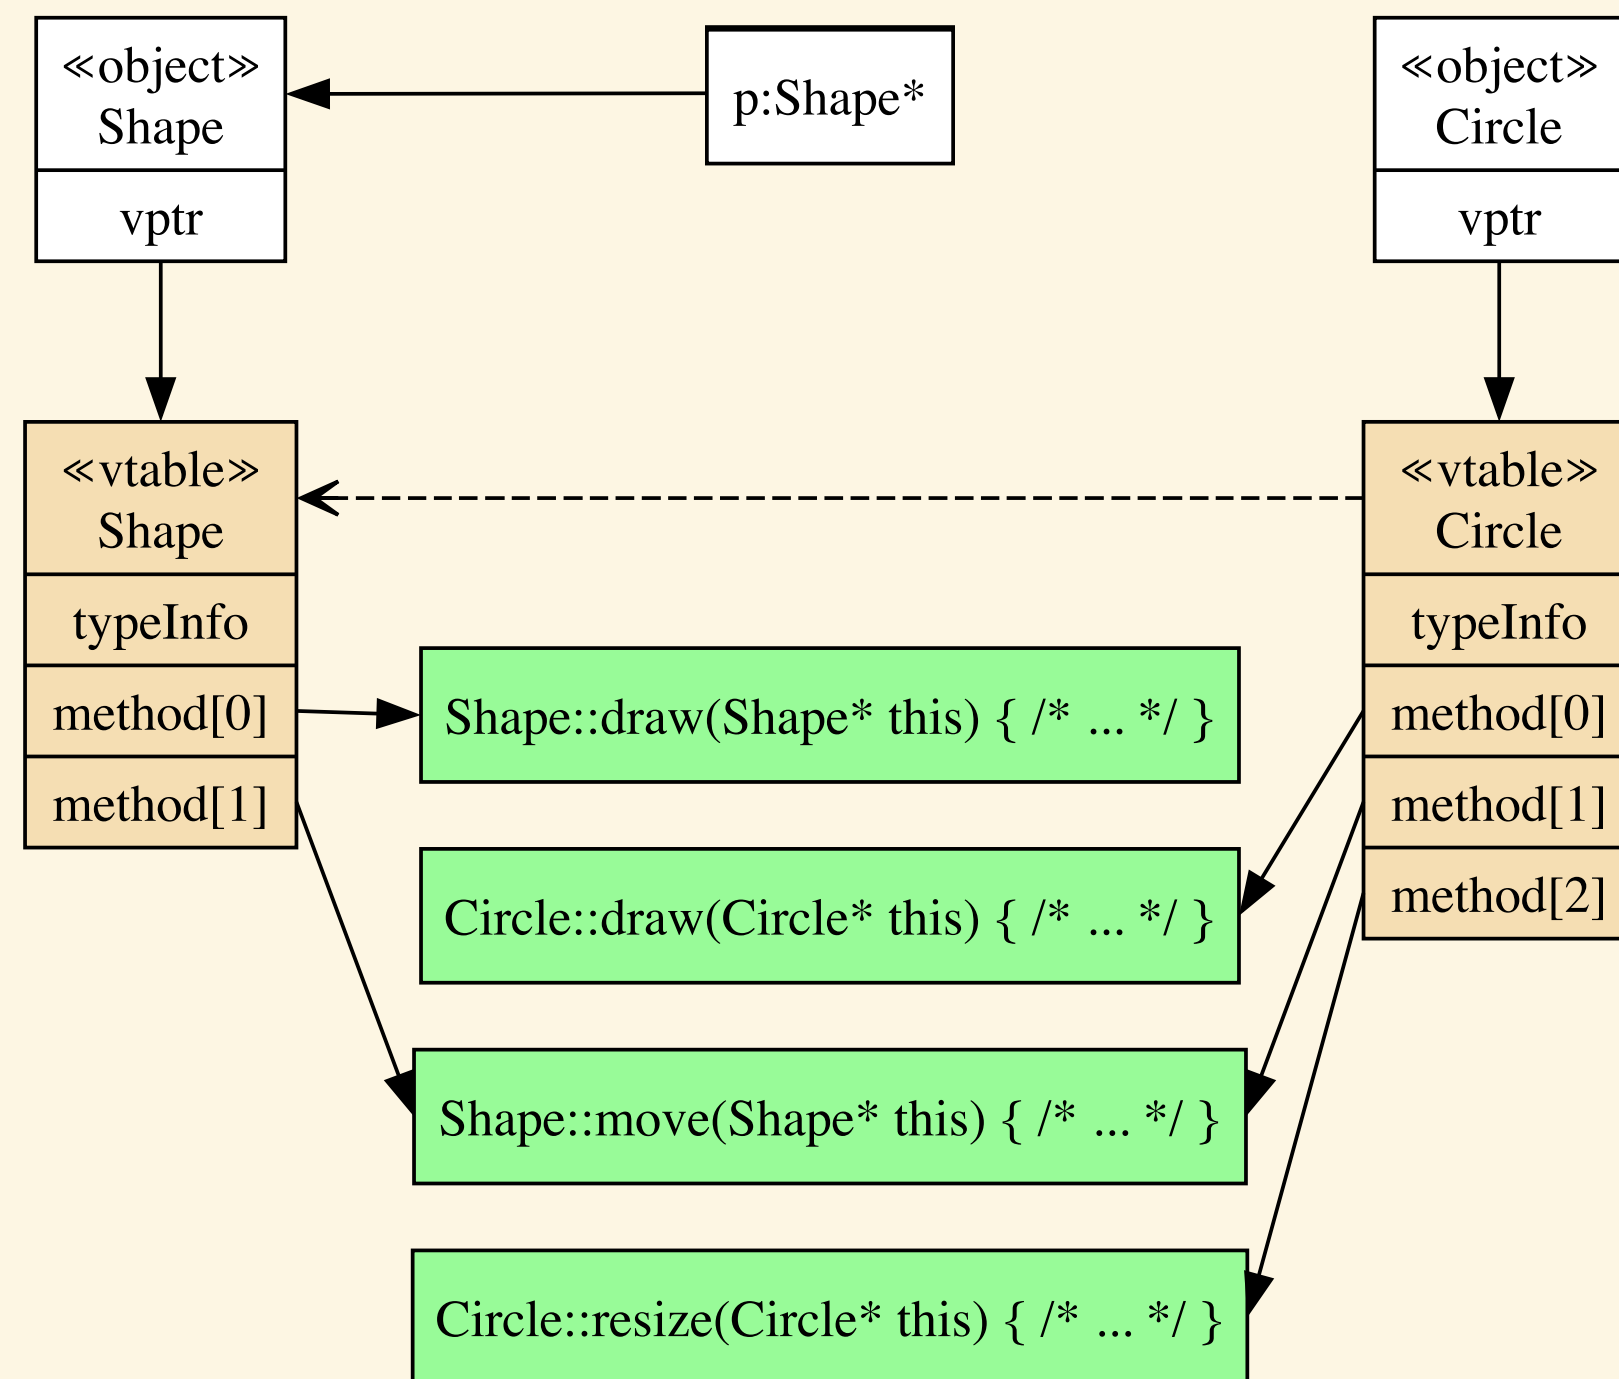 ≪object≫
Shape
vptr
p:Shape*
≪object≫
Circle
vptr
≪vtable≫
Shape
typeInfo
method[0]
method[1]
≪vtable≫
Circle
typeInfo
method[0]
method[1]
method[2]
Shape::draw(Shape* this) { /* ... */ }
Circle::draw(Circle* this) { /* ... */ }
Shape::move(Shape* this) { /* ... */ }
Circle::resize(Circle* this) { /* ... */ }